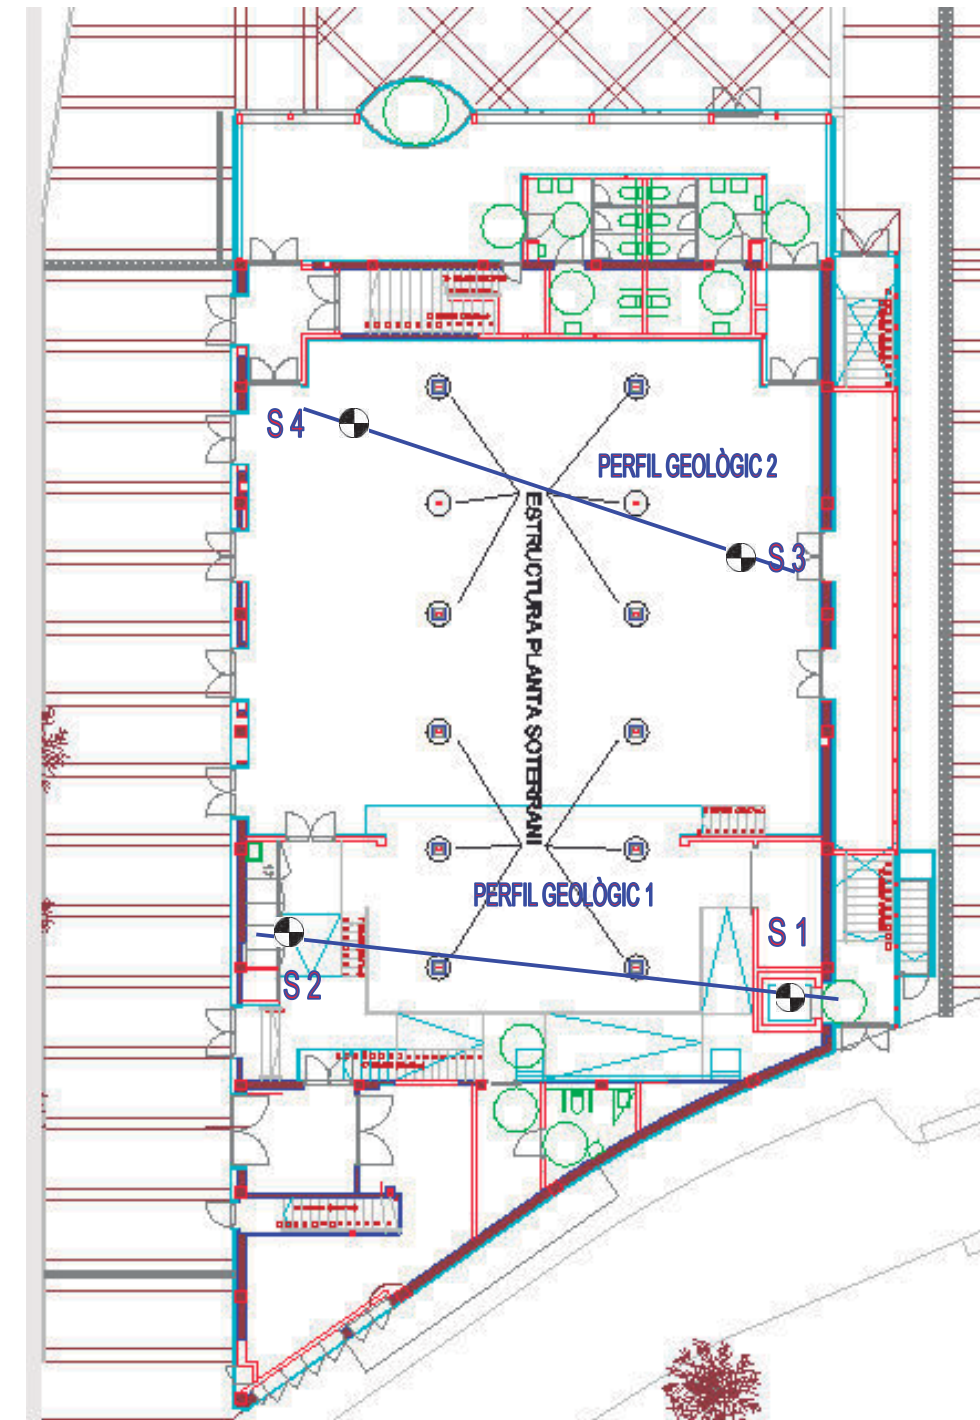 S 4
PERFIL GEOLÒGIC 2
S 3
ESTRUCTURA PLANTA SOTERRANI
PERFIL GEOLÒGIC 1
S 1
S 2